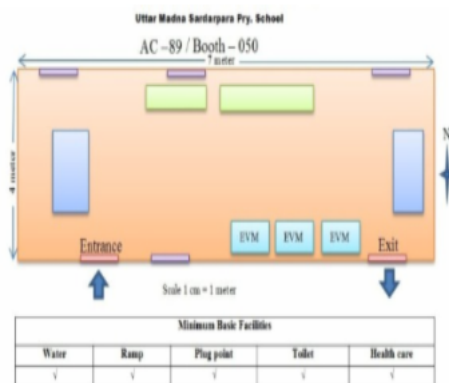 Uttar Madna Sardarpara Pry. School
AC –89 / Booth – 050
7 meter
4 meter
N
EVM EVM EVM
Entrance Exit
Scale 1 cm = 1 meter
Minimum Basic Facilities
Water Ramp Plug point Toilet Health care
√ √ √ √ √